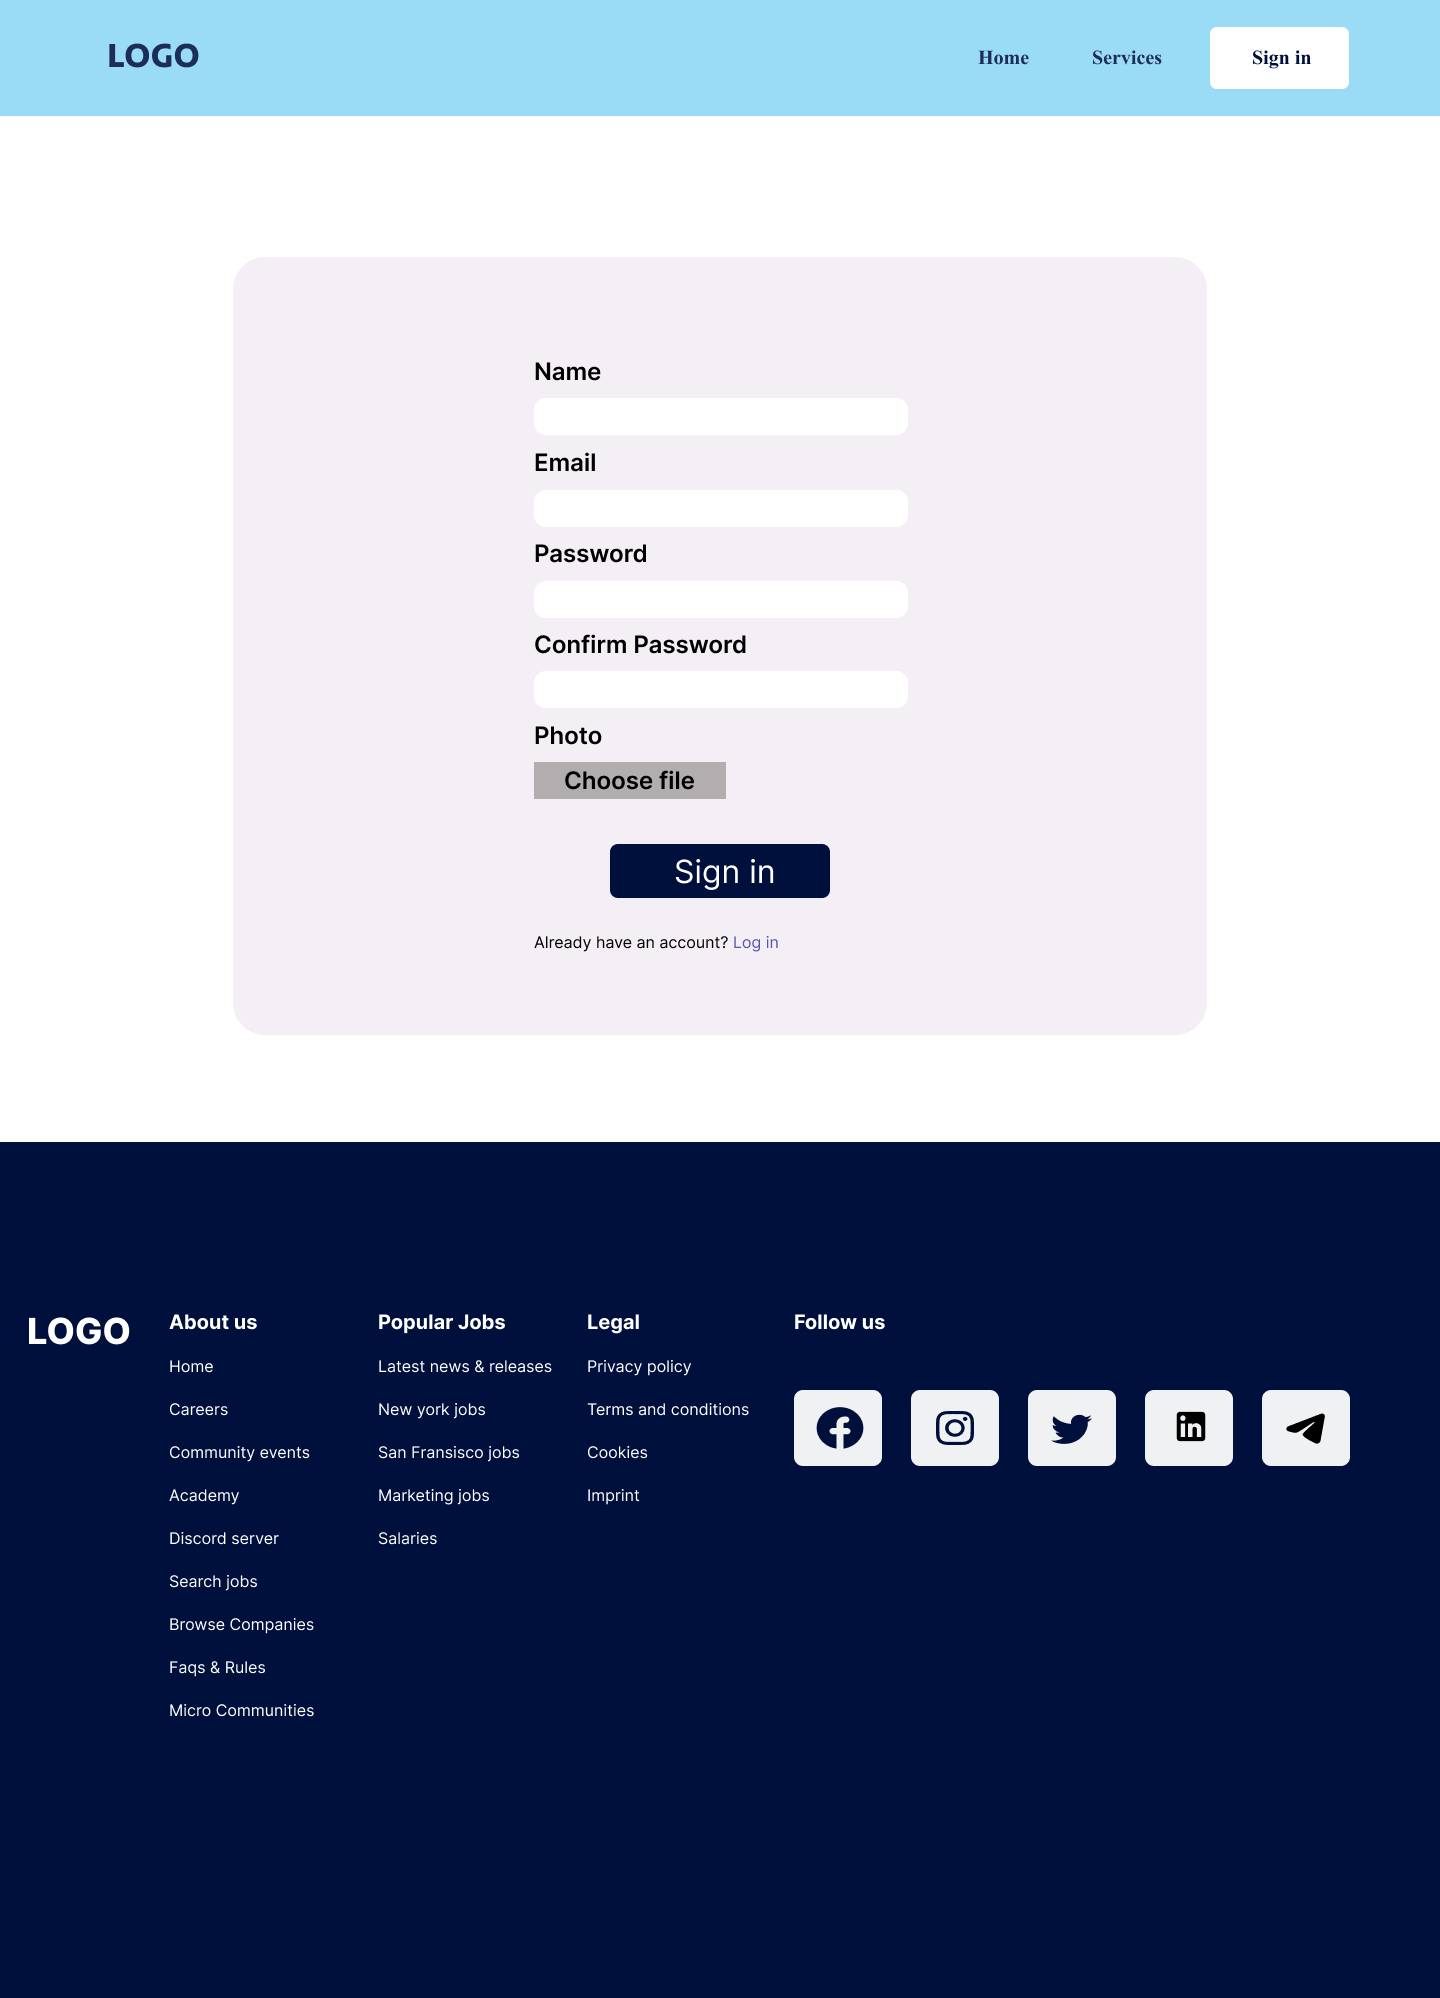 LOGO
Home
Services
Sign in
Name
Email
Password
Confirm Password
Photo
Choose file
Sign in
Already have an account? Log in
LOGO
About us
Home
Careers
Community events
Academy
Discord server
Search jobs
Browse Companies
Faqs & Rules
Micro Communities
Popular Jobs
Latest news & releases
New york jobs
San Fransisco jobs
Marketing jobs
Salaries
Legal
Privacy policy
Terms and conditions
Cookies
Imprint
Follow us